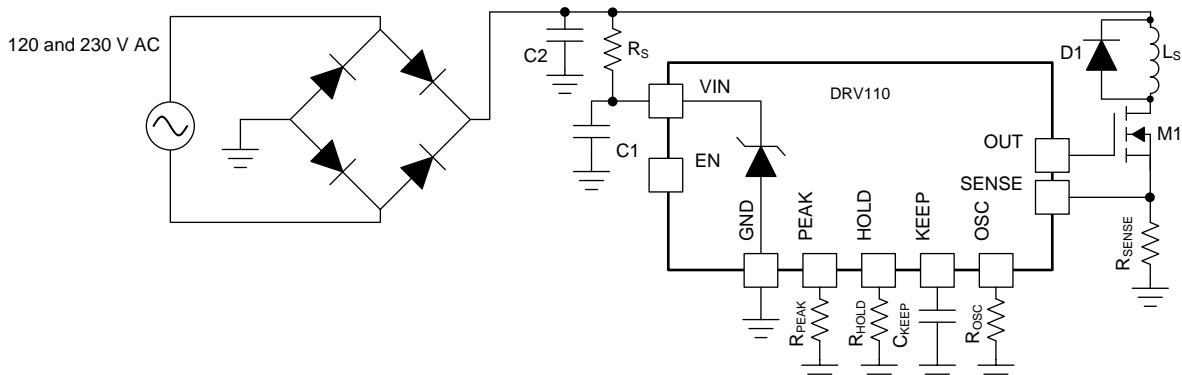 120 and 230 V AC
C2
RS
D1
LS
VIN
DRV110
C1
EN
OUT
M1
SENSE
GND
PEAK
HOLD
KEEP
OSC
RSENSE
RPEAK
RHOLD
CKEEP
ROSC